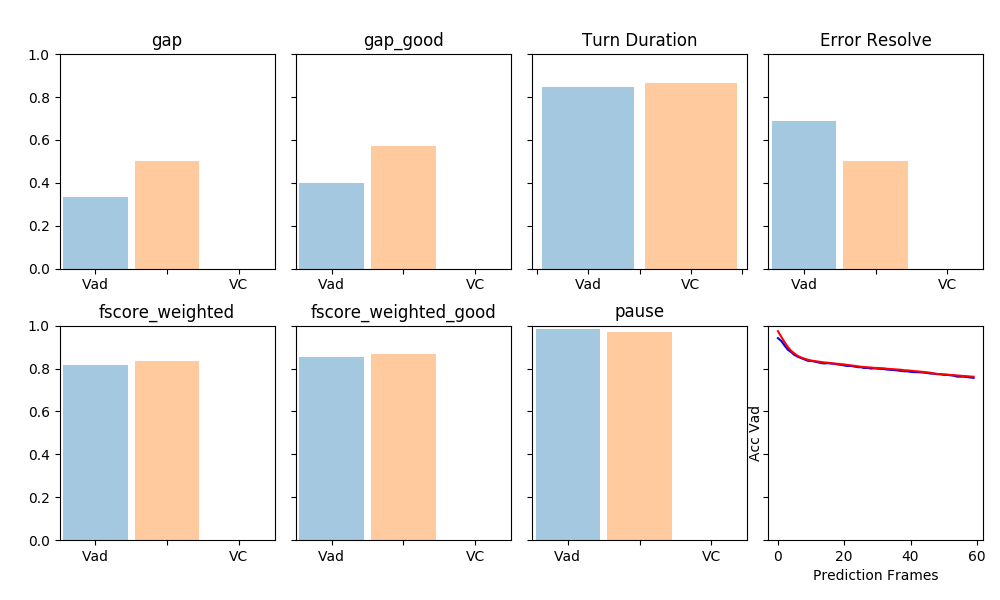 gap gap_good Turn Duration Error Resolve
1.0
0.8
0.6
0.4
0.2
0.0
Vad VC Vad VC Vad VC Vad VC
fscore_weighted fscore_weighted_good pause
1.0
0.8
0.6
0.4
0.2
0.0
Acc Vad
Vad VC Vad VC Vad VC 0 20 40 60
Prediction Frames